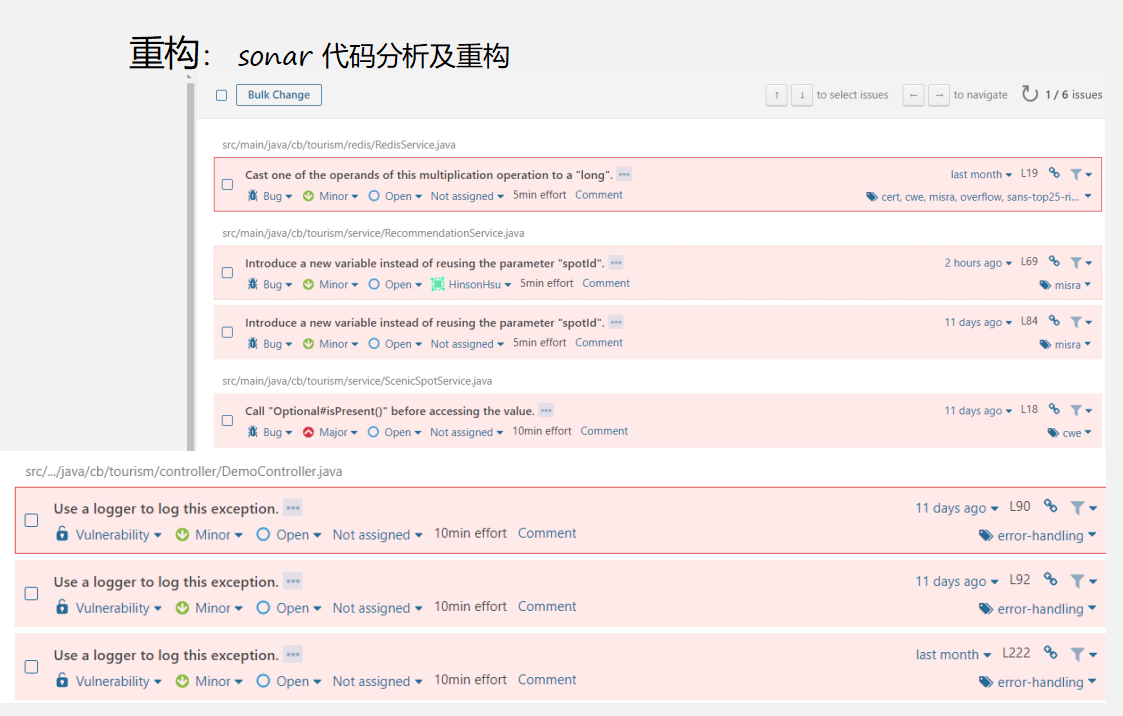 重构： sonar 代码分析及重构
Bulk Change ↑ ↓ to select issues ← → to navigate 1 / 6 issues
src/main/java/cb/tourism/redis/RedisService.java
Cast one of the operands of this multiplication operation to a "long". ••• last month L19
Bug Minor Open Not assigned 5min effort Comment cert, cwe, misra, overflow, sans-top25-ri...
src/main/java/cb/tourism/service/RecommendationService.java
Introduce a new variable instead of reusing the parameter "spotId". ••• 2 hours ago L69
Bug Minor Open HinsonHsu 5min effort Comment misra
Introduce a new variable instead of reusing the parameter "spotId". ••• 11 days ago L84
Bug Minor Open Not assigned 5min effort Comment misra
src/main/java/cb/tourism/service/ScenicSpotService.java
Call "Optional#isPresent()" before accessing the value. ••• 11 days ago L18
Bug Major Open Not assigned 10min effort Comment cwe
src/.../java/cb/tourism/controller/DemoController.java
Use a logger to log this exception. ••• 11 days ago L90
Vulnerability Minor Open Not assigned 10min effort Comment error-handling
Use a logger to log this exception. ••• 11 days ago L92
Vulnerability Minor Open Not assigned 10min effort Comment error-handling
Use a logger to log this exception. ••• last month L222
Vulnerability Minor Open Not assigned 10min effort Comment error-handling